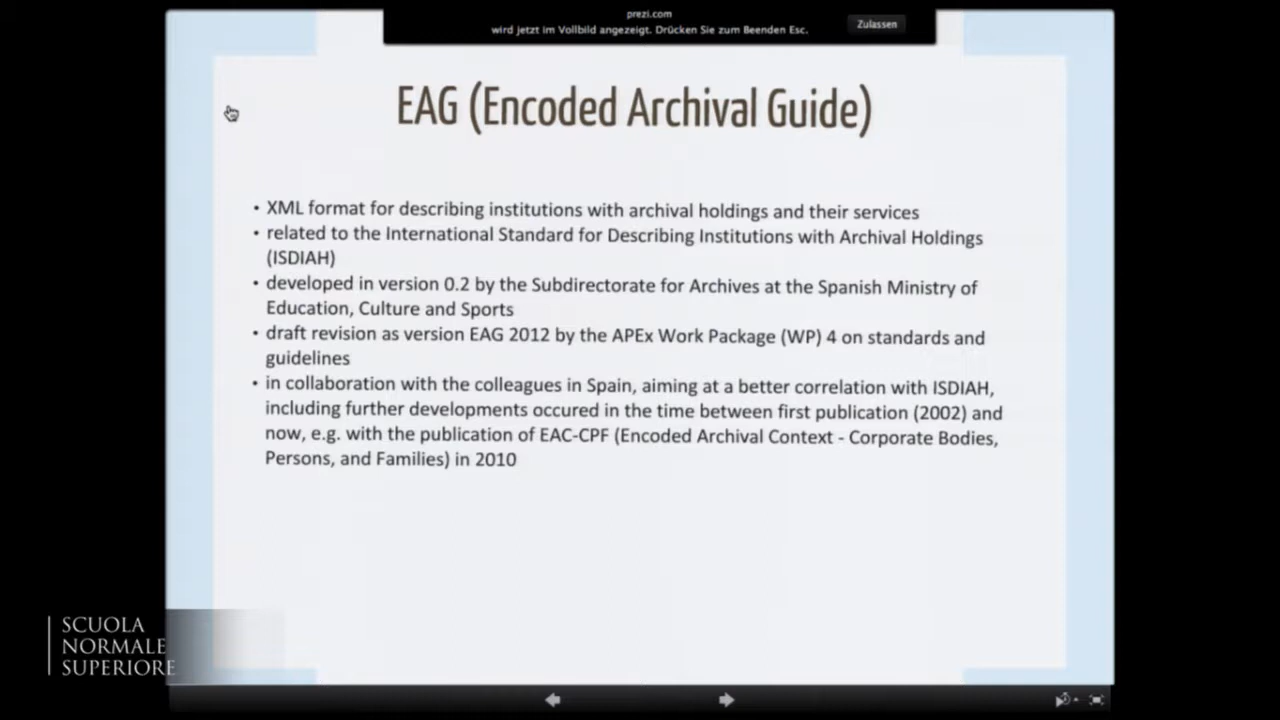 prezi.com
wird jetzt im Vollbild angezeigt. Drücken Sie zum Beenden Esc.
Zulassen
EAG (Encoded Archival Guide)
• XML format for describing institutions with archival holdings and their services
• related to the International Standard for Describing Institutions with Archival Holdings
(ISDIAH)
• developed in version 0.2 by the Subdirectorate for Archives at the Spanish Ministry of
Education, Culture and Sports
• draft revision as version EAG 2012 by the APEx Work Package (WP) 4 on standards and
guidelines
• in collaboration with the colleagues in Spain, aiming at a better correlation with ISDIAH,
including further developments occured in the time between first publication (2002) and
now, e.g. with the publication of EAC-CPF (Encoded Archival Context - Corporate Bodies,
Persons, and Families) in 2010
SCUOLA
NORMALE
SUPERIORE